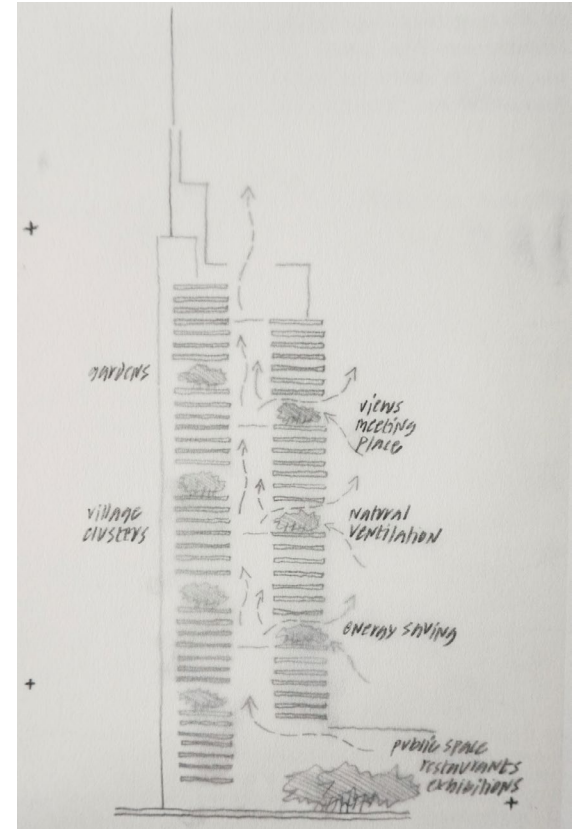 gardens
views
meeting
place
village
clusters
natural
ventilation
energy saving
public space
restaurants
exhibitions